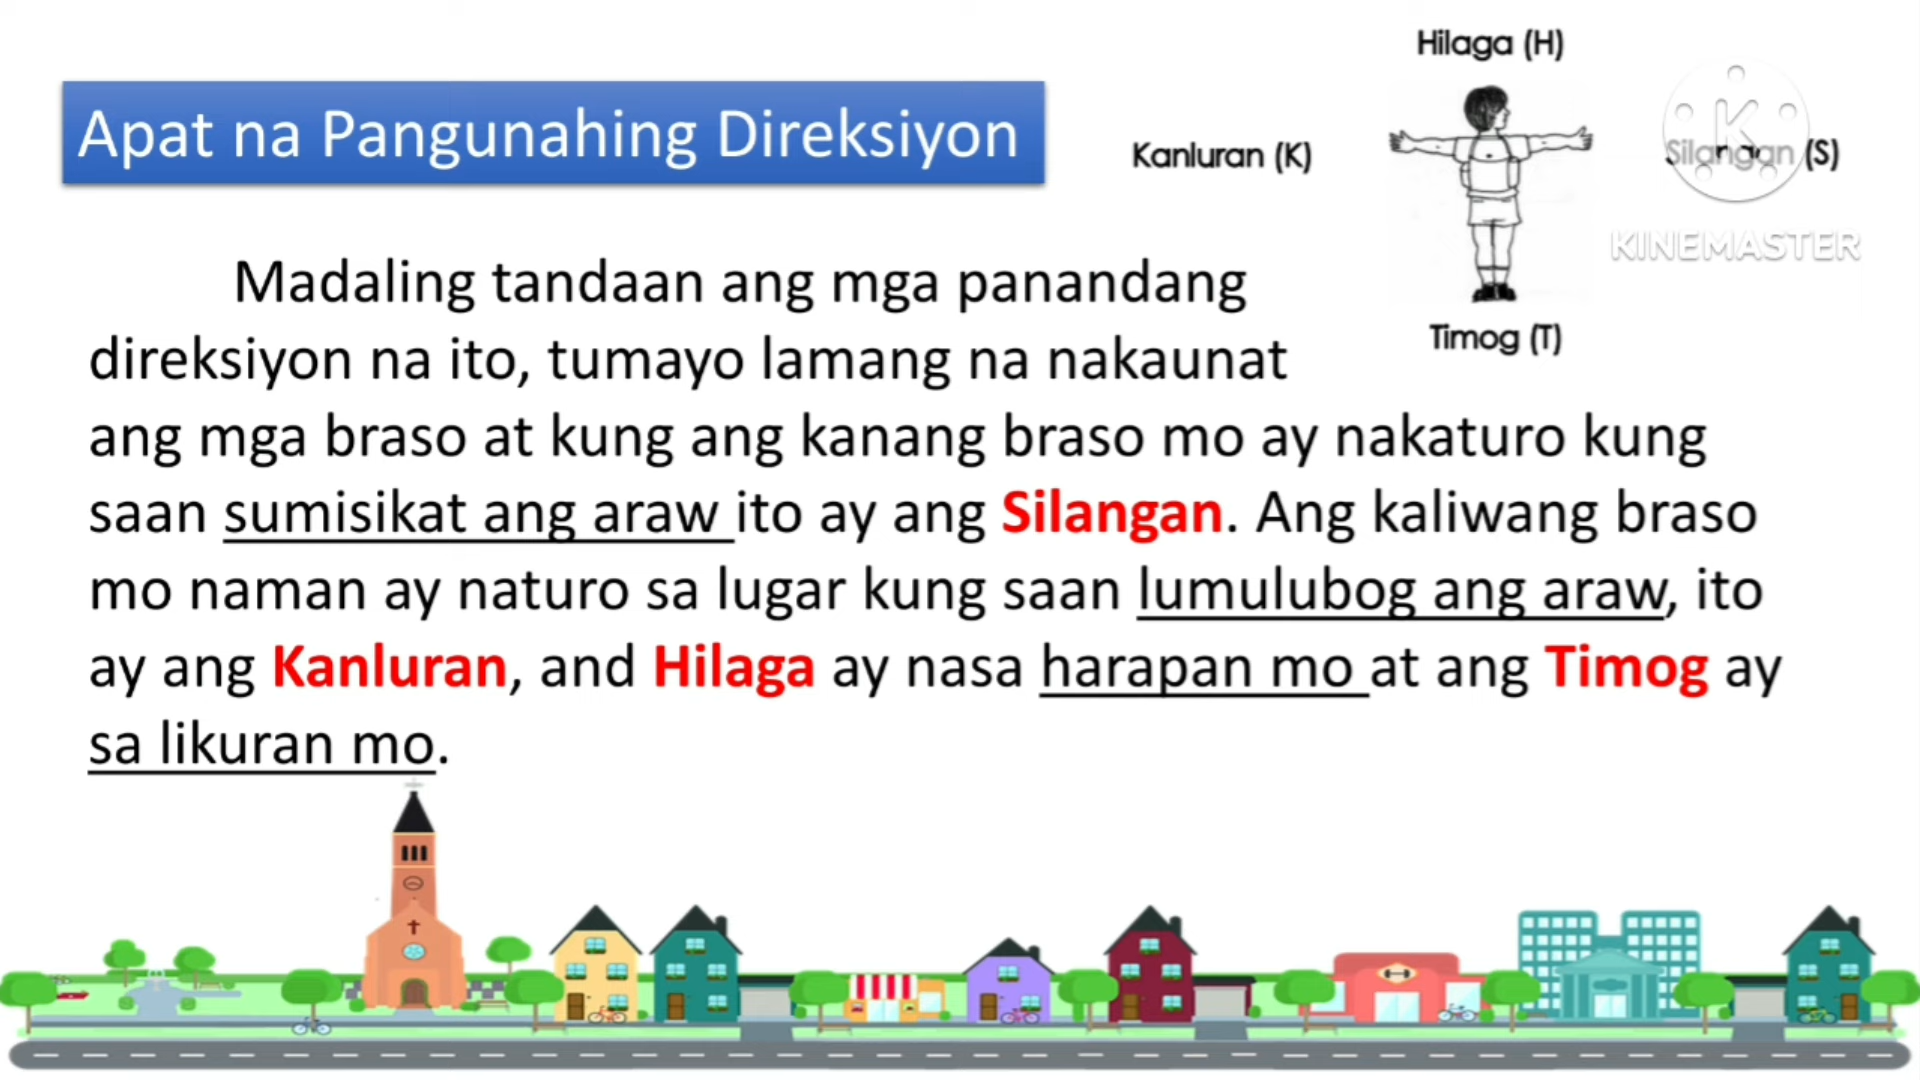 Apat na Pangunahing Direksiyon
Hilaga (H)
Kanluran (K)
Silangan (S)
Timog (T)
K
KINEMASTER
Madaling tandaan ang mga panandang
direksiyon na ito, tumayo lamang na nakaunat
ang mga braso at kung ang kanang braso mo ay nakaturo kung
saan sumisikat ang araw ito ay ang Silangan. Ang kaliwang braso
mo naman ay naturo sa lugar kung saan lumulubog ang araw, ito
ay ang Kanluran, and Hilaga ay nasa harapan mo at ang Timog ay
sa likuran mo.